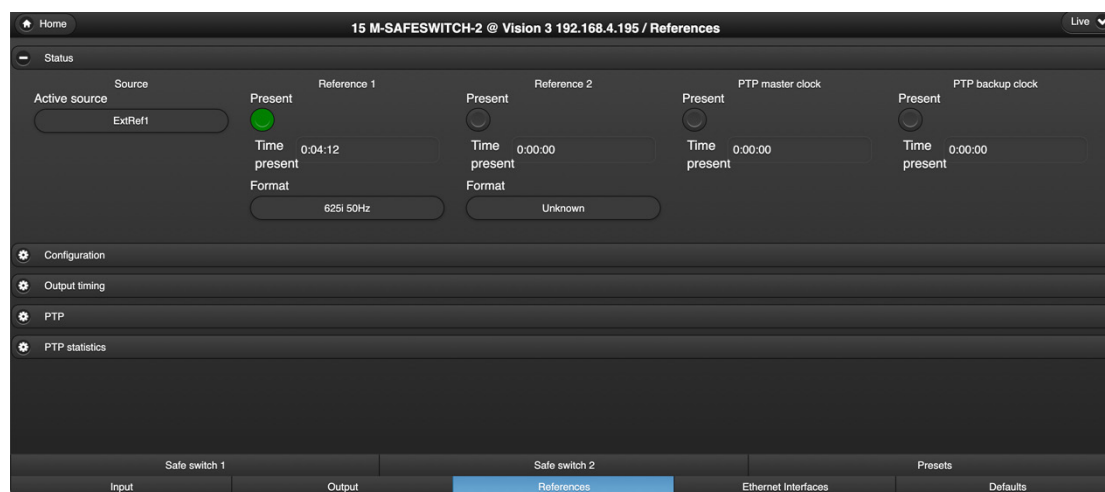 Home
15 M-SAFESWITCH-2 @ Vision 3 192.168.4.195 / References
Live
Status
Source
Active source
ExtRef1
Reference 1
Present
Time present
0:04:12
Format
625i 50Hz
Reference 2
Present
Time present
0:00:00
Format
Unknown
PTP master clock
Present
Time present
0:00:00
PTP backup clock
Present
Time present
0:00:00
Configuration
Output timing
PTP
PTP statistics
Safe switch 1
Safe switch 2
Presets
Input
Output
References
Ethernet Interfaces
Defaults